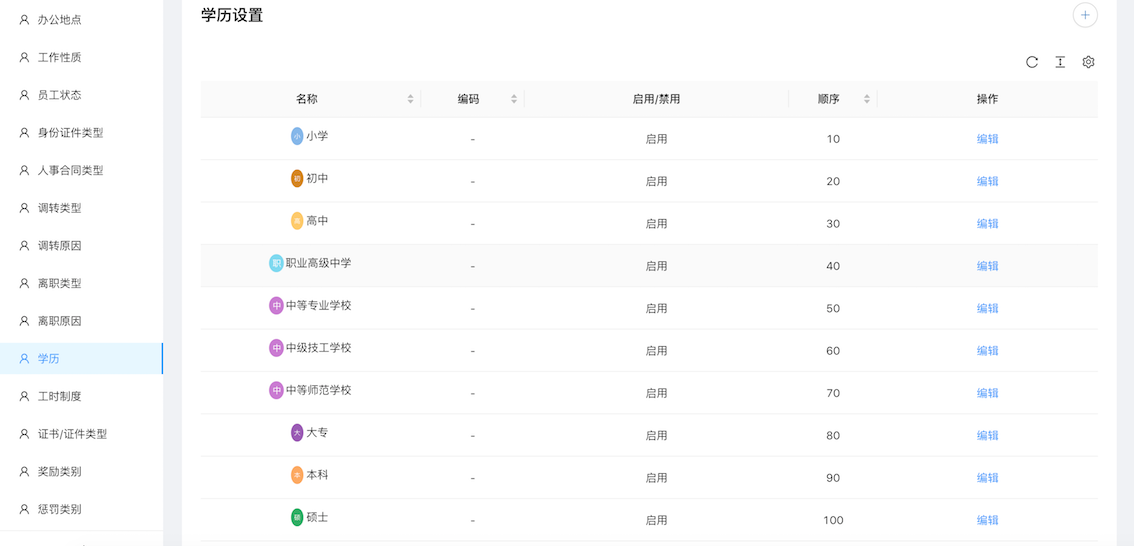 办公地点
工作性质
员工状态
身份证件类型
人事合同类型
调转类型
调转原因
离职类型
离职原因
学历
工时制度
证书/证件类型
奖励类别
惩罚类别
学历设置
名称 编码 启用/禁用 顺序 操作
小 小学 - 启用 10 编辑
初 初中 - 启用 20 编辑
高 高中 - 启用 30 编辑
职 职业高级中学 - 启用 40 编辑
中 中等专业学校 - 启用 50 编辑
中 中级技工学校 - 启用 60 编辑
中 中等师范学校 - 启用 70 编辑
大 大专 - 启用 80 编辑
本 本科 - 启用 90 编辑
硕 硕士 - 启用 100 编辑